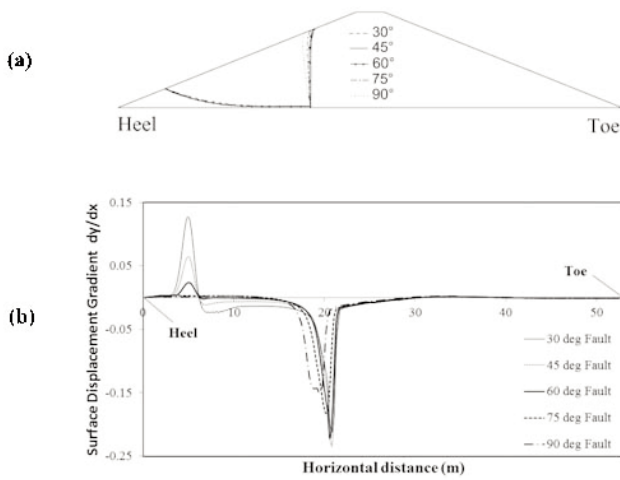 (a)
30°
45°
60°
75°
90°
Heel
Toe
(b)
Surface Displacement Gradient dy/dx
0.15
0.05
-0.05
-0.15
-0.25
0
10
20
30
40
50
Heel
Toe
30 deg Fault
45 deg Fault
60 deg Fault
75 deg Fault
90 deg Fault
Horizontal distance (m)